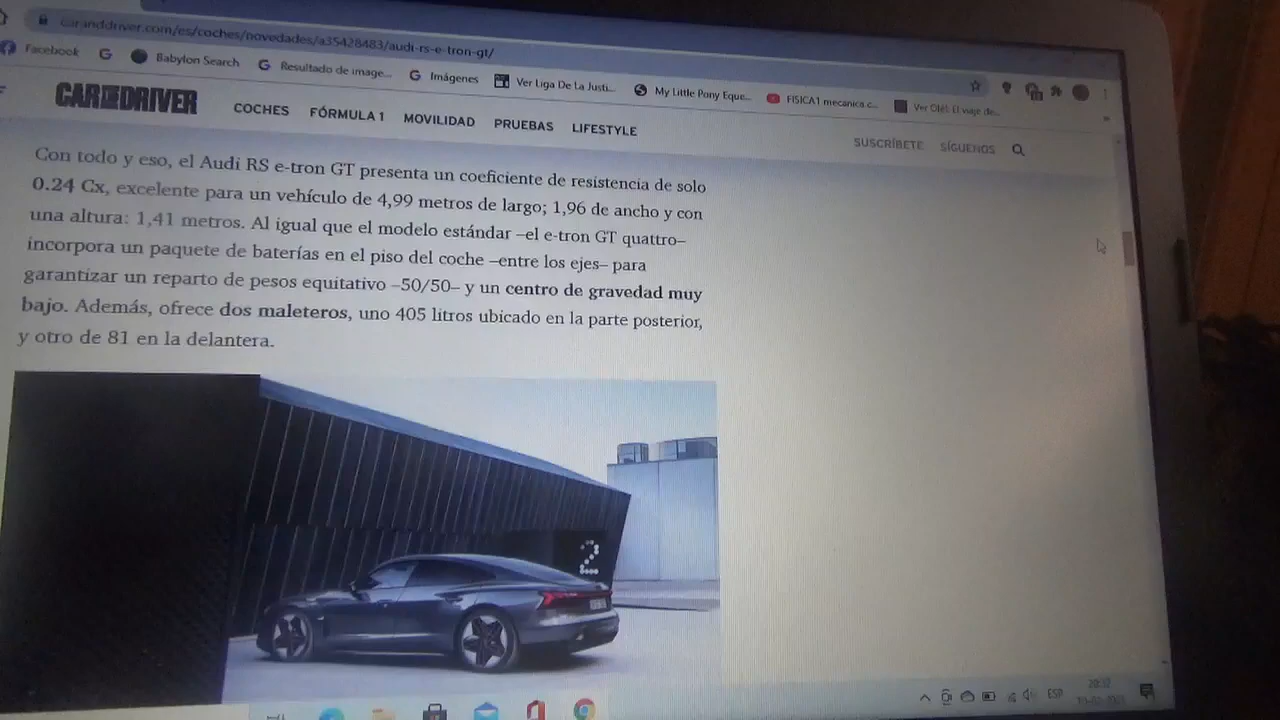 caranddriver.com/es/coches/novedades/a35428483/audi-rs-e-tron-gt/
Facebook Babylon Search Resultado de image... Imágenes Ver Liga De La Justi... My Little Pony Eque... FISICA1 mecanica c... Ver Olé!: El viaje de...
CAR AND DRIVER COCHES FÓRMULA 1 MOVILIDAD PRUEBAS LIFESTYLE SUSCRÍBETE SÍGUENOS
Con todo y eso, el Audi RS e-tron GT presenta un coeficiente de resistencia de solo
0.24 Cx, excelente para un vehículo de 4,99 metros de largo; 1,96 de ancho y con
una altura: 1,41 metros. Al igual que el modelo estándar –el e-tron GT quattro–
incorpora un paquete de baterías en el piso del coche –entre los ejes– para
garantizar un reparto de pesos equitativo –50/50– y un centro de gravedad muy
bajo. Además, ofrece dos maleteros, uno 405 litros ubicado en la parte posterior,
y otro de 81 en la delantera.
2
ESP